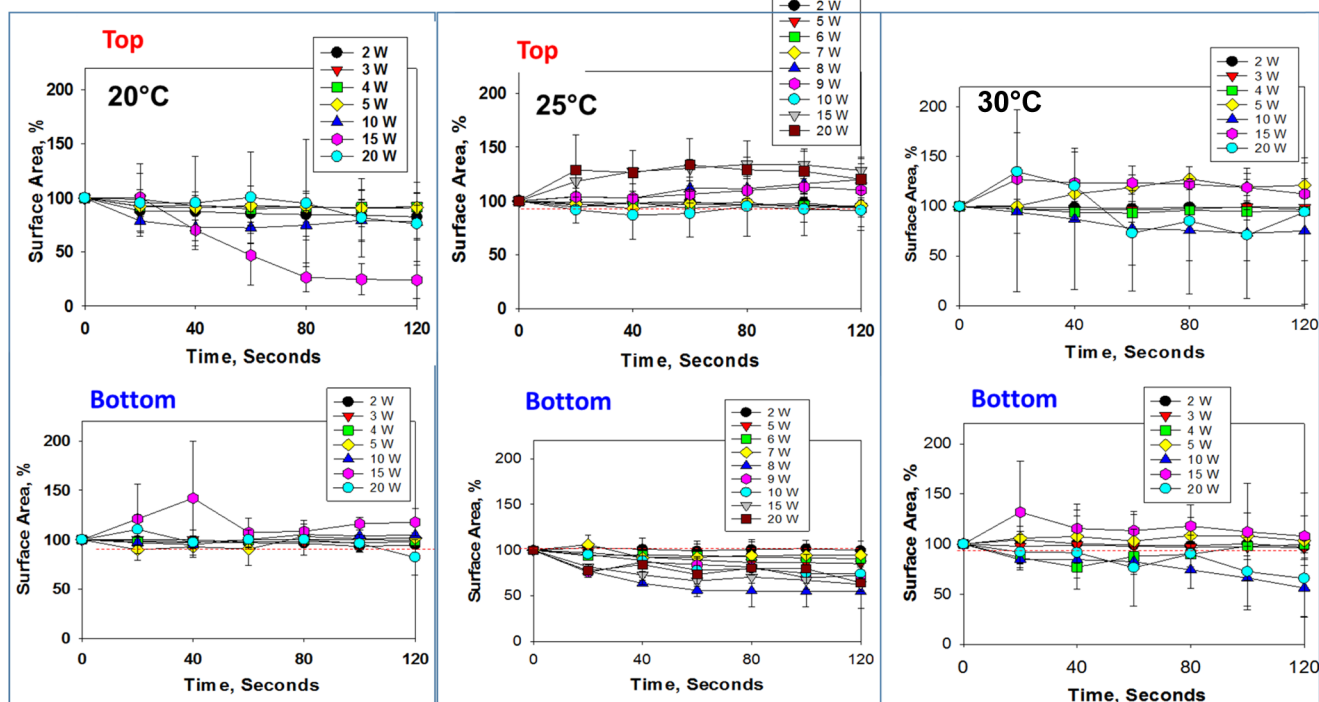 Top
20°C
2 W
3 W
4 W
5 W
10 W
15 W
20 W
Surface Area, %
200
150
100
50
0
0 40 80 120
Time, Seconds
Top
25°C
2 W
5 W
6 W
7 W
8 W
9 W
10 W
15 W
20 W
Surface Area, %
200
150
100
50
0
0 40 80 120
Time, Seconds
30°C
2 W
3 W
4 W
5 W
10 W
15 W
20 W
Surface Area, %
200
150
100
50
0
0 40 80 120
Time, Seconds
Bottom
2 W
3 W
4 W
5 W
10 W
15 W
20 W
Surface Area, %
200
150
100
50
0
0 40 80 120
Time, Seconds
Bottom
2 W
5 W
6 W
7 W
8 W
9 W
10 W
15 W
20 W
Surface Area, %
200
150
100
50
0
0 20 40 60 80 100 120
Time, Seconds
Bottom
2 W
3 W
4 W
5 W
10 W
15 W
20 W
Surface Area, %
200
150
100
50
0
0 40 80 120
Time, Seconds